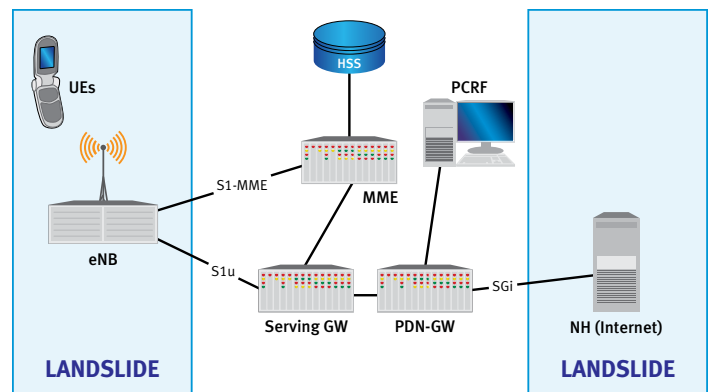 HSS
UEs
PCRF
S1-MME
MME
eNB
S1u
SGi
Serving GW
PDN-GW
NH (Internet)
LANDSLIDE
LANDSLIDE